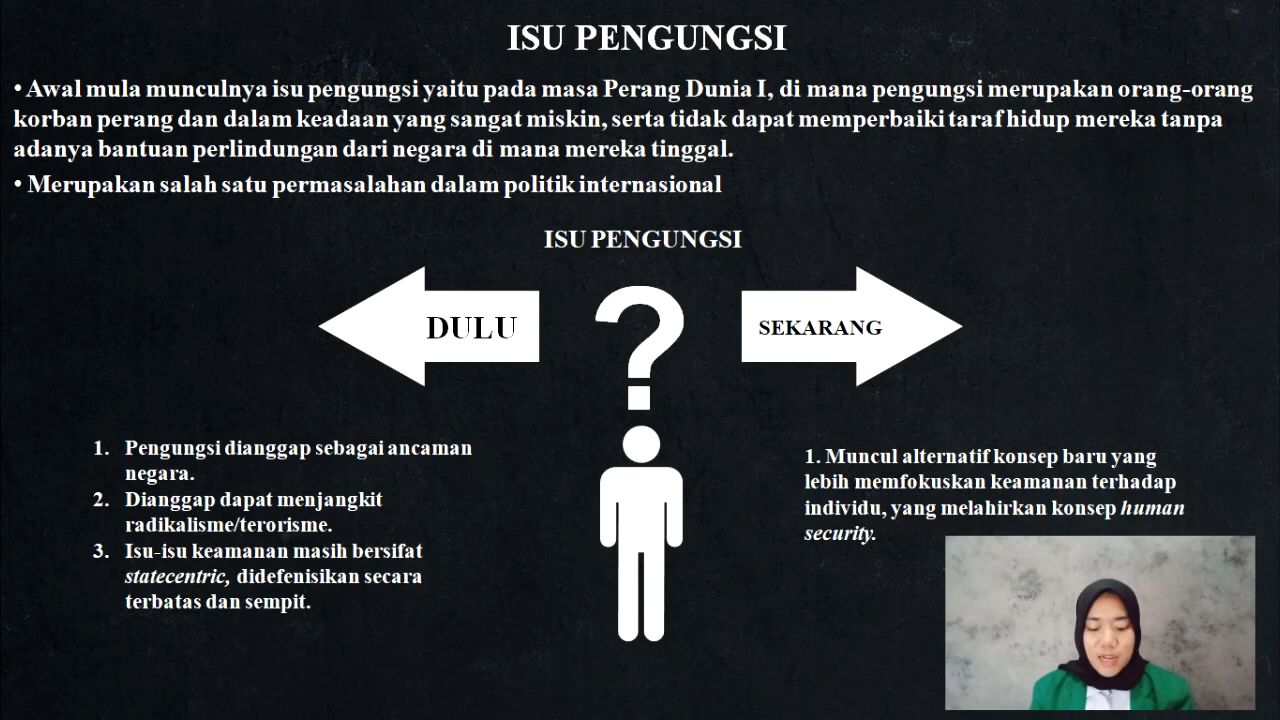 ISU PENGUNGSI
• Awal mula munculnya isu pengungsi yaitu pada masa Perang Dunia I, di mana pengungsi merupakan orang-orang
korban perang dan dalam keadaan yang sangat miskin, serta tidak dapat memperbaiki taraf hidup mereka tanpa
adanya bantuan perlindungan dari negara di mana mereka tinggal.
• Merupakan salah satu permasalahan dalam politik internasional
ISU PENGUNGSI
DULU
?
SEKARANG
1. Pengungsi dianggap sebagai ancaman
negara.
2. Dianggap dapat menjangkit
radikalisme/terorisme.
3. Isu-isu keamanan masih bersifat
statecentric, didefenisikan secara
terbatas dan sempit.
1. Muncul alternatif konsep baru yang
lebih memfokuskan keamanan terhadap
individu, yang melahirkan konsep human
security.